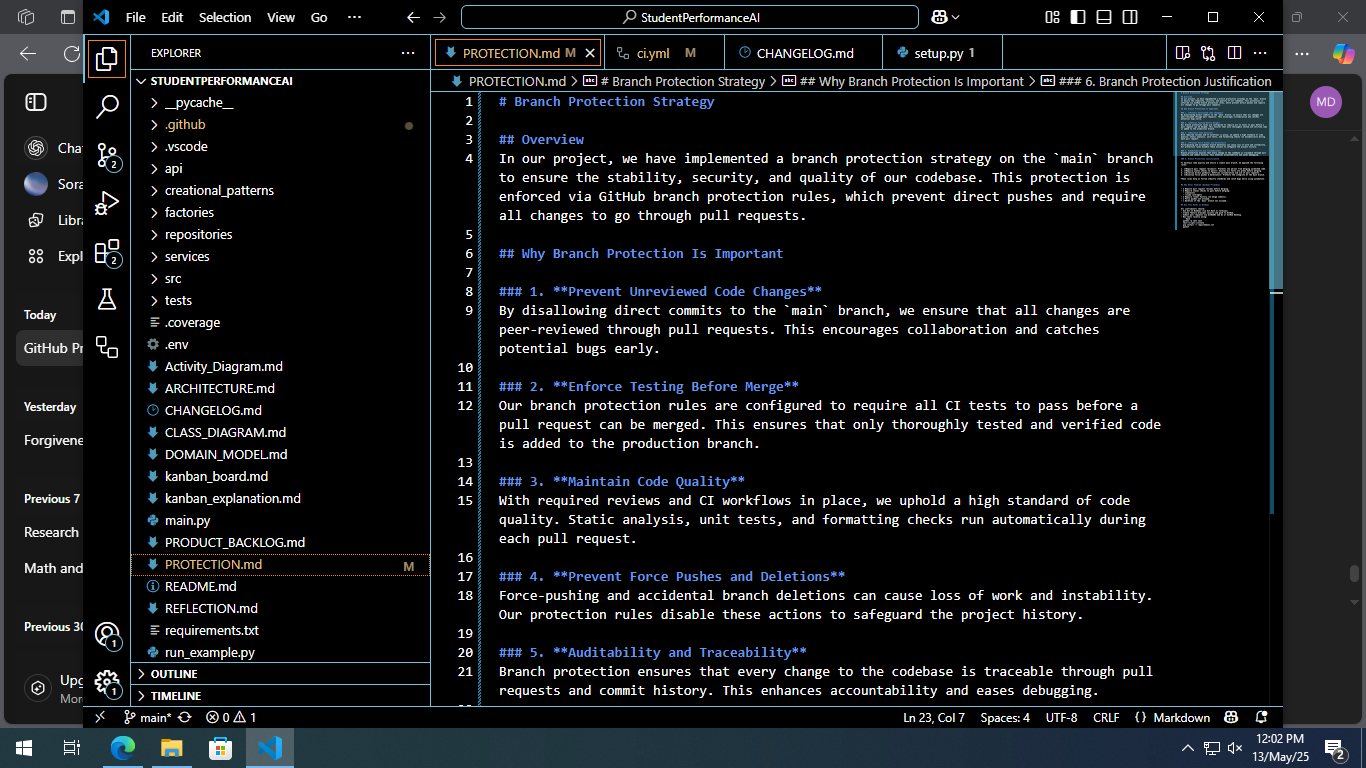 File Edit Selection View Go ··· StudentPerformanceAI
EXPLORER
STUDENTPERFORMANCEAI
__pycache__
.github
.vscode
api
creational_patterns
factories
repositories
services
src
tests
.coverage
.env
Activity_Diagram.md
ARCHITECTURE.md
CHANGELOG.md
CLASS_DIAGRAM.md
DOMAIN_MODEL.md
kanban_board.md
kanban_explanation.md
main.py
PRODUCT_BACKLOG.md
PROTECTION.md M
README.md
REFLECTION.md
requirements.txt
run_example.py
OUTLINE
TIMELINE
2
2
1
1
PROTECTION.md M ci.yml M CHANGELOG.md setup.py 1
PROTECTION.md > # Branch Protection Strategy > ## Why Branch Protection Is Important > ### 6. Branch Protection Justification
1 # Branch Protection Strategy
2
3 ## Overview
4 In our project, we have implemented a branch protection strategy on the `main` branch
to ensure the stability, security, and quality of our codebase. This protection is
enforced via GitHub branch protection rules, which prevent direct pushes and require
all changes to go through pull requests.
5
6 ## Why Branch Protection Is Important
7
8 ### 1. **Prevent Unreviewed Code Changes**
9 By disallowing direct commits to the `main` branch, we ensure that all changes are
peer-reviewed through pull requests. This encourages collaboration and catches
potential bugs early.
10
11 ### 2. **Enforce Testing Before Merge**
12 Our branch protection rules are configured to require all CI tests to pass before a
pull request can be merged. This ensures that only thoroughly tested and verified code
is added to the production branch.
13
14 ### 3. **Maintain Code Quality**
15 With required reviews and CI workflows in place, we uphold a high standard of code
quality. Static analysis, unit tests, and formatting checks run automatically during
each pull request.
16
17 ### 4. **Prevent Force Pushes and Deletions**
18 Force-pushing and accidental branch deletions can cause loss of work and instability.
Our protection rules disable these actions to safeguard the project history.
19
20 ### 5. **Auditability and Traceability**
21 Branch protection ensures that every change to the codebase is traceable through pull
requests and commit history. This enhances accountability and eases debugging.
main* 0 1 Ln 23, Col 7 Spaces: 4 UTF-8 CRLF {} Markdown
Cha
Sora
Libra
Expl
Today
GitHub Pr
Yesterday
Forgivene
Previous 7
Research
Math and
Previous 30
Upg
More
MD
12:02 PM
13/May/25
2